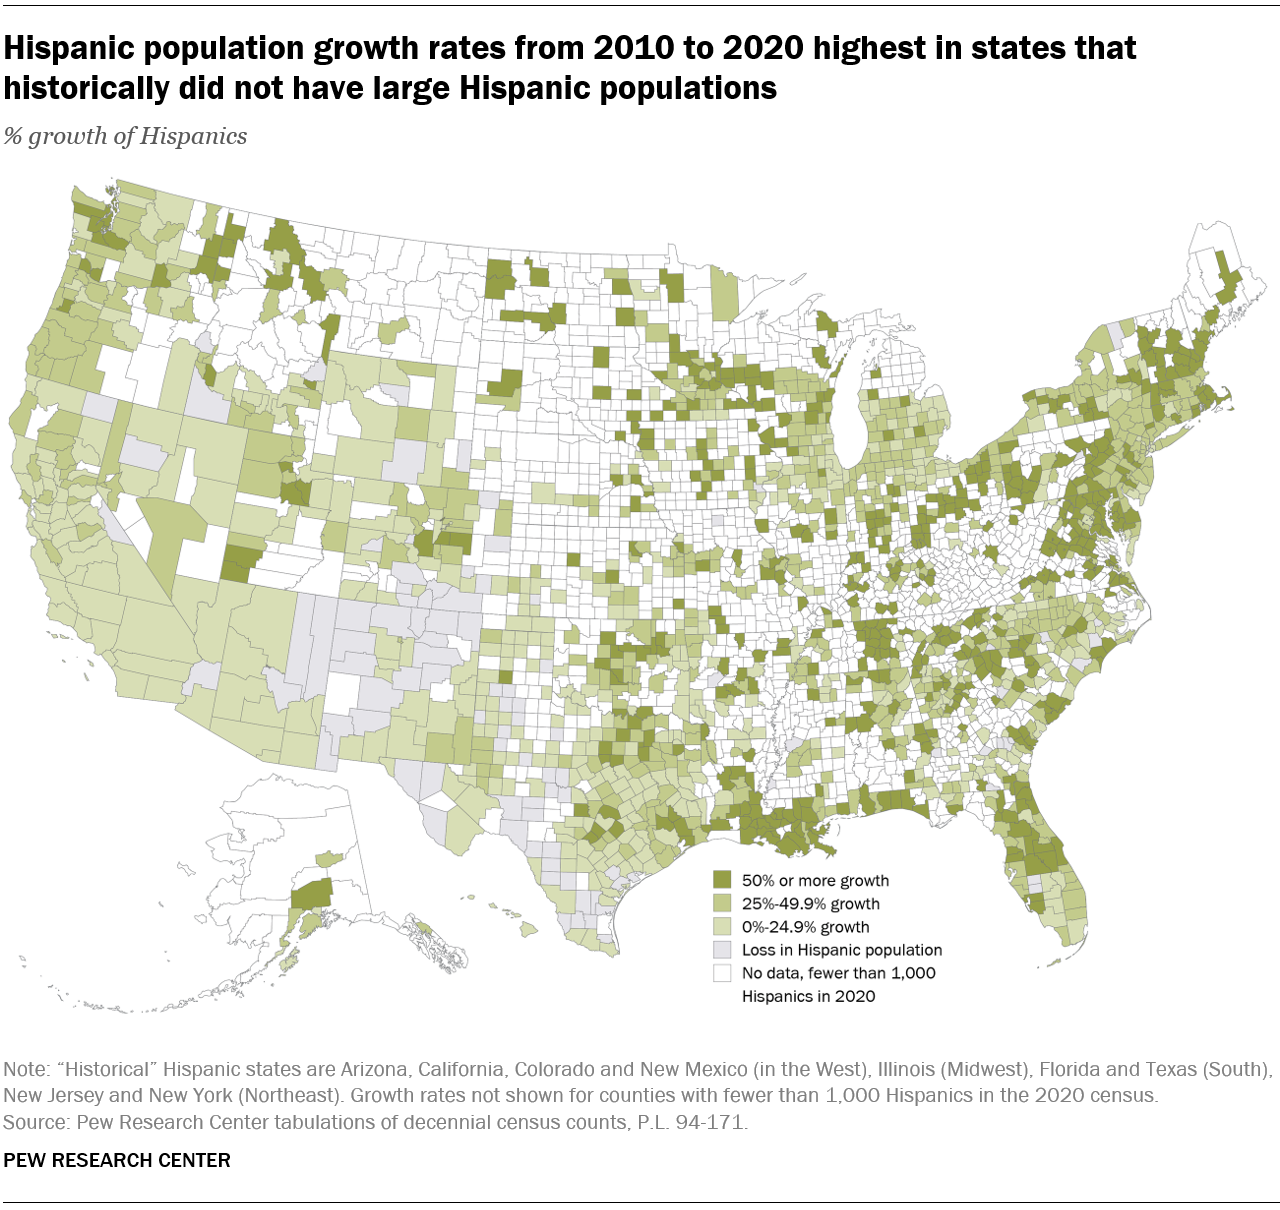 Hispanic population growth rates from 2010 to 2020 highest in states that
historically did not have large Hispanic populations
% growth of Hispanics
50% or more growth
25%-49.9% growth
0%-24.9% growth
Loss in Hispanic population
No data, fewer than 1,000
Hispanics in 2020
Note: “Historical” Hispanic states are Arizona, California, Colorado and New Mexico (in the West), Illinois (Midwest), Florida and Texas (South),
New Jersey and New York (Northeast). Growth rates not shown for counties with fewer than 1,000 Hispanics in the 2020 census.
Source: Pew Research Center tabulations of decennial census counts, P.L. 94-171.
PEW RESEARCH CENTER